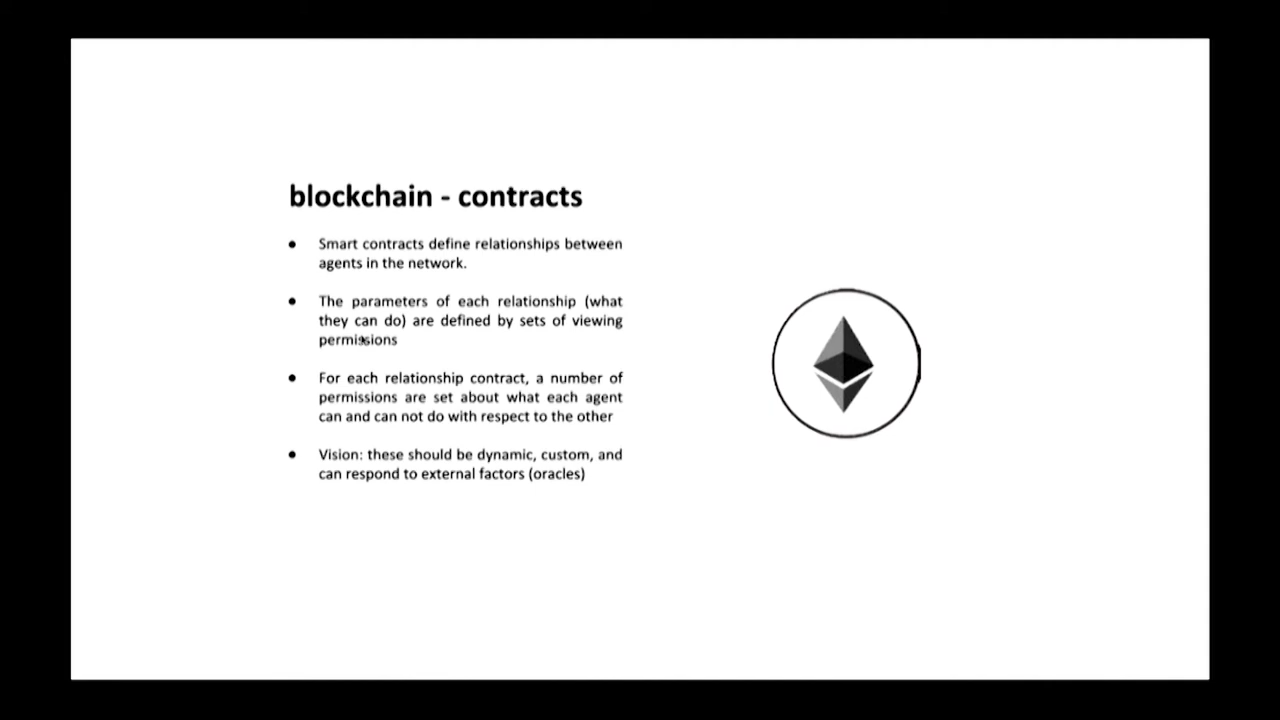 blockchain - contracts
● Smart contracts define relationships between
agents in the network.
● The parameters of each relationship (what
they can do) are defined by sets of viewing
permissions
● For each relationship contract, a number of
permissions are set about what each agent
can and can not do with respect to the other
● Vision: these should be dynamic, custom, and
can respond to external factors (oracles)